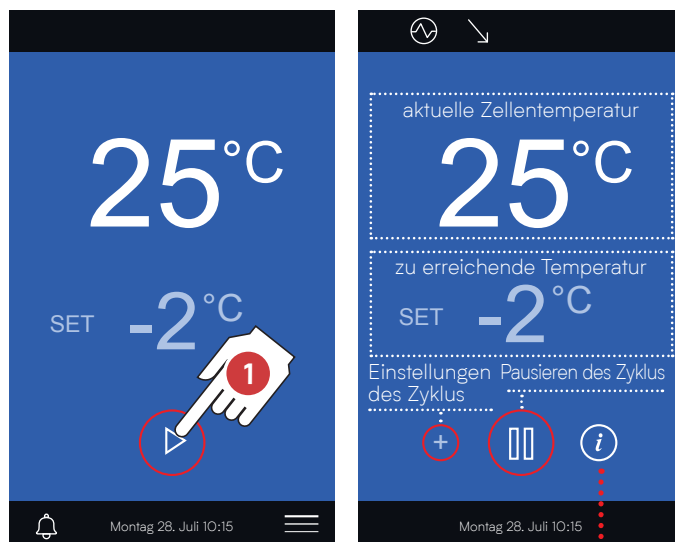 25°C
SET -2°C
1
Montag 28. Juli 10:15
aktuelle Zellentemperatur
25°C
zu erreichende Temperatur
SET -2°C
Einstellungen
des Zyklus
Pausieren des Zyklus
+
i
Montag 28. Juli 10:15